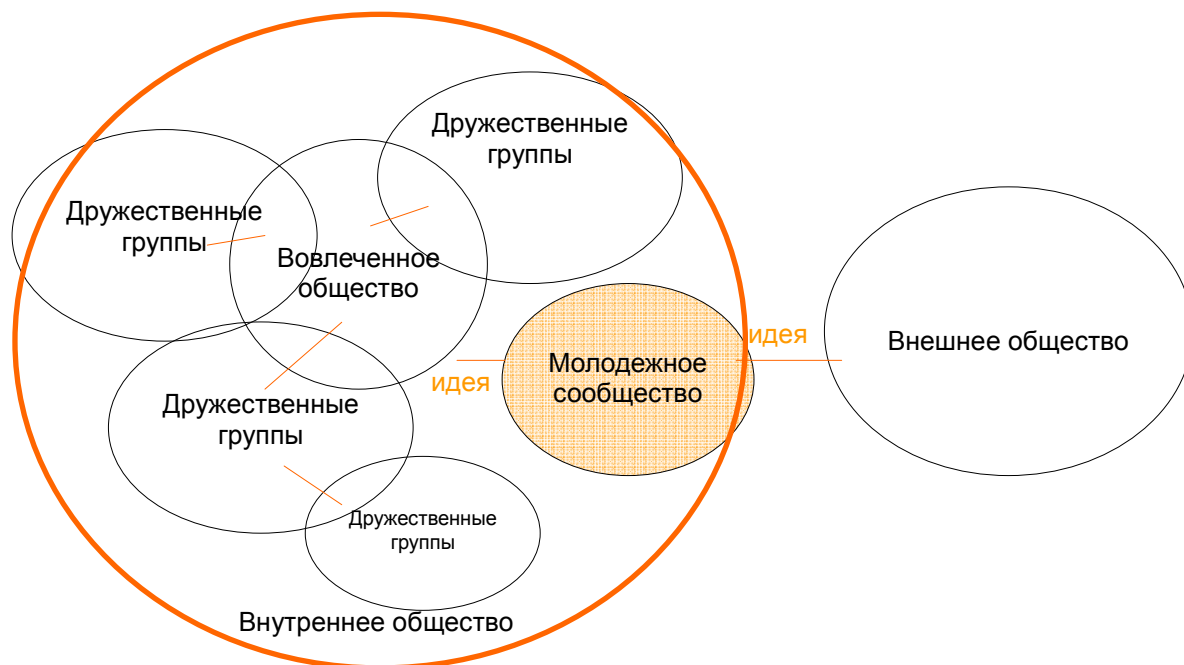 Дружественные
группы
Дружественные
группы
Вовлеченное
общество
идея
Внешнее общество
Молодежное
сообщество
идея
Дружественные
группы
Дружественные
группы
Внутреннее общество